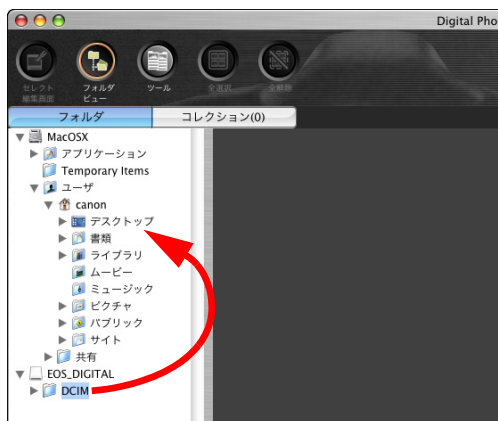 Digital Pho
セレクト編集画面
フォルダビュー
ツール
全選択
全解除
フォルダ
コレクション(0)
MacOSX
アプリケーション
Temporary Items
ユーザ
canon
デスクトップ
書類
ライブラリ
ムービー
ミュージック
ピクチャ
パブリック
サイト
共有
EOS_DIGITAL
DCIM